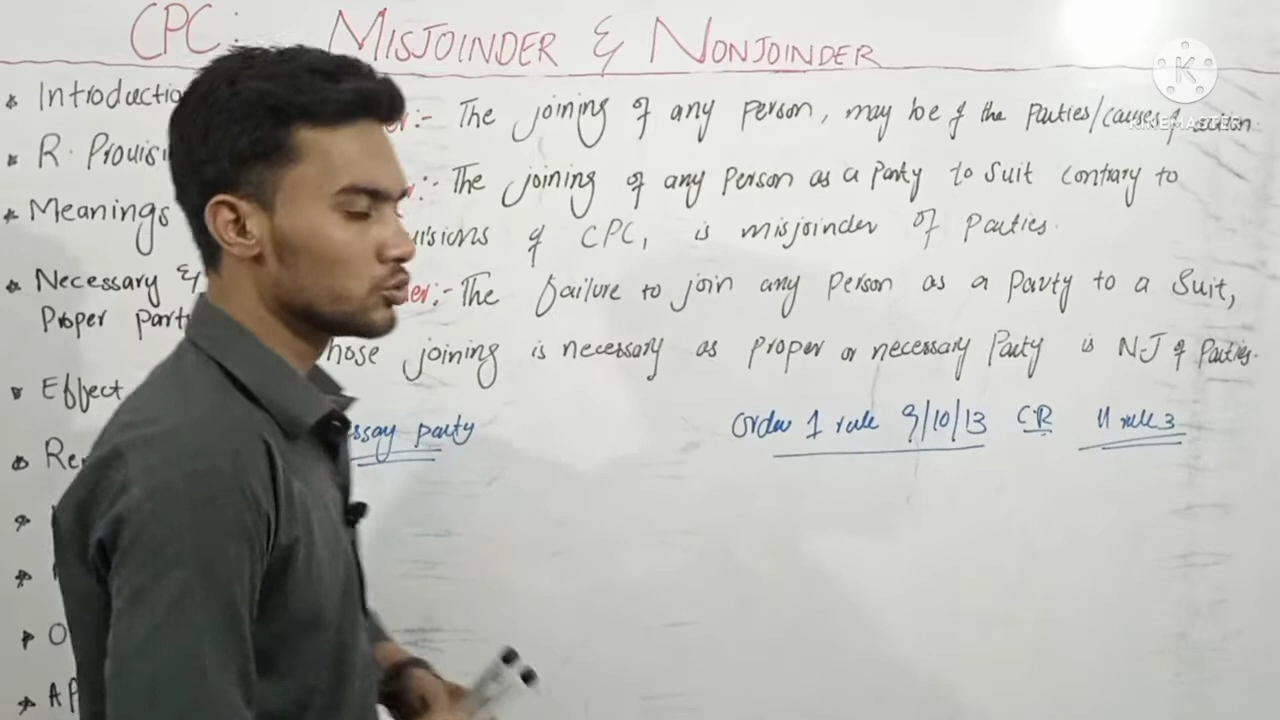 CPC: MISJOINDER & NONJOINDER
* Introductio
* R. Provisi
* Meanings
* Necessary &
Proper part
* Effect
* Re
* O
* AP
:- The joining of any person, may be of the parties/causes of action.
:- The joining of any person as a party to suit contrary to
visions of CPC, is misjoinder of parties.
er:- The failure to join any person as a party to a suit,
hose joining is necessary as proper or necessary party is NJ of parties.
ssay party
Order 1 rule 9/10/13 CR 11 rule 3
K
KINEMASTER